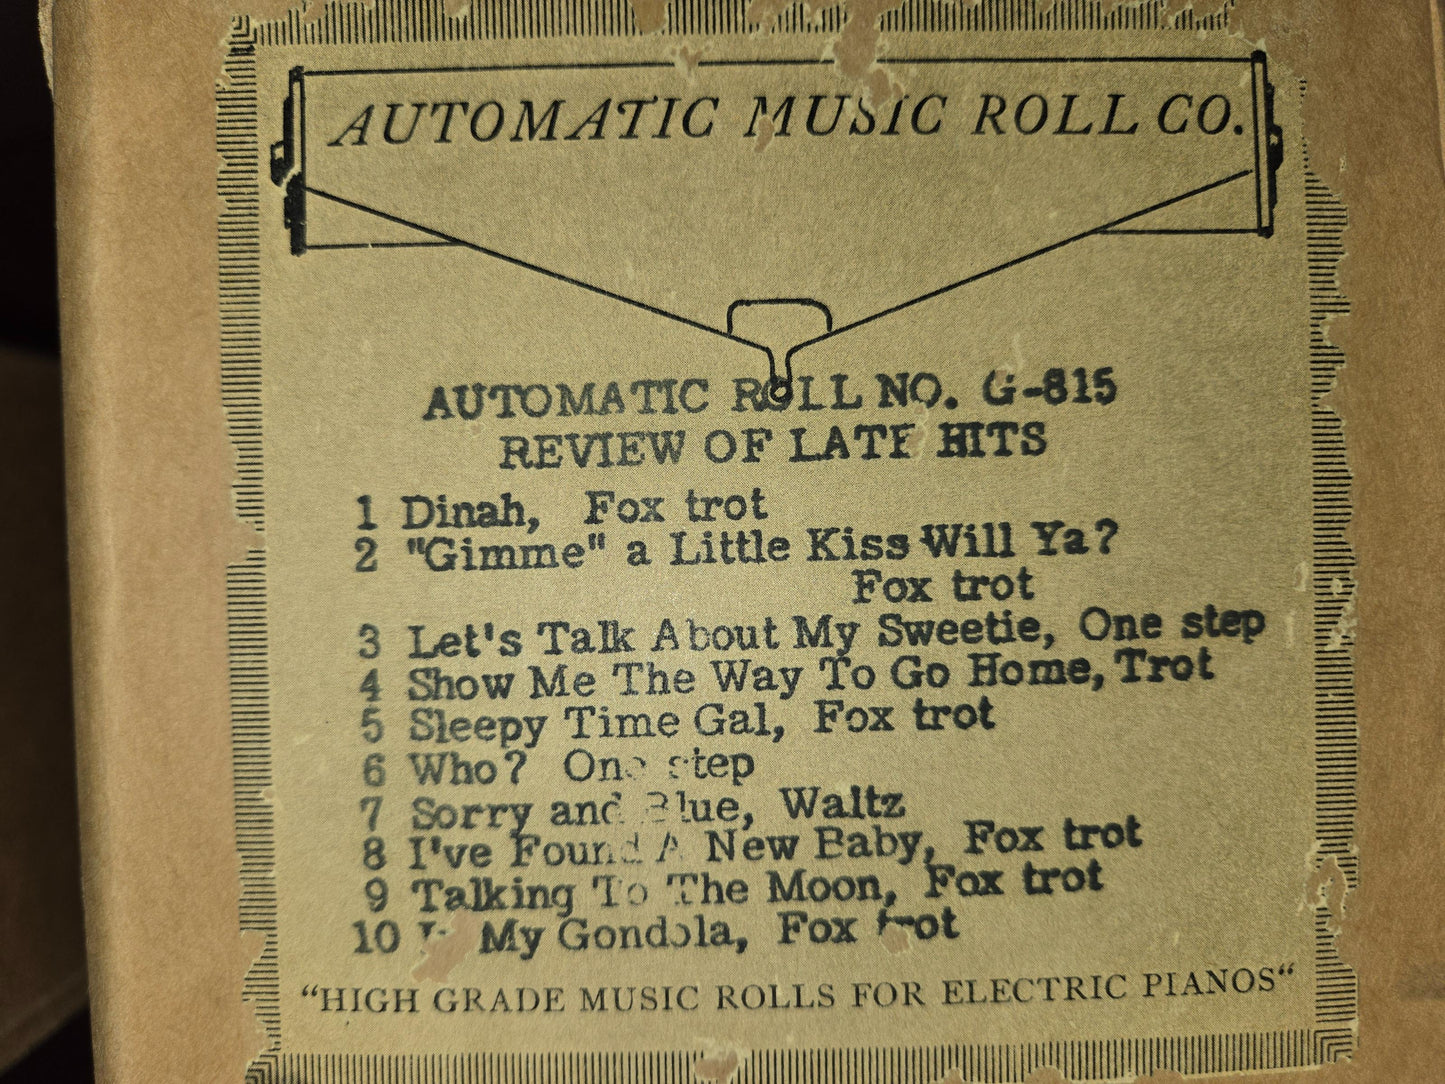 AUTOMATIC MUSIC ROLL CO.
AUTOMATIC ROLL NO. G-815
REVIEW OF LATE HITS
1 Dinah, Fox trot
2 "Gimme" a Little Kiss Will Ya?
Fox trot
3 Let's Talk About My Sweetie, One step
4 Show Me The Way To Go Home, Trot
5 Sleepy Time Gal, Fox trot
6 Who? One step
7 Sorry and Blue, Waltz
8 I've Found A New Baby, Fox trot
9 Talking To The Moon, Fox trot
10 In My Gondola, Fox trot
"HIGH GRADE MUSIC ROLLS FOR ELECTRIC PIANOS"